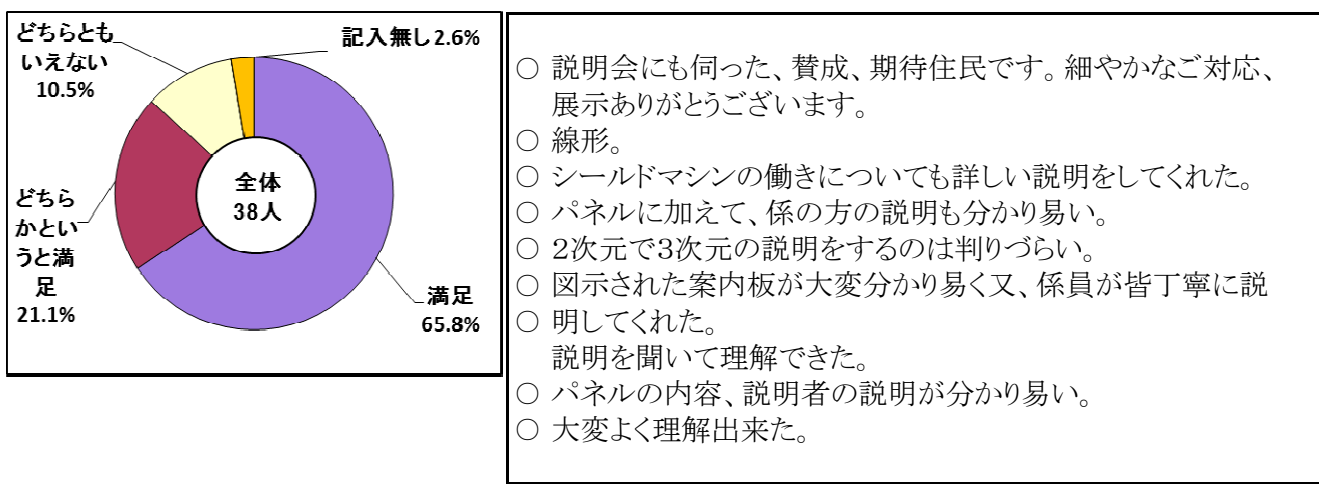 どちらとも
いえない
10.5%
記入無し2.6%
全体
38人
どちら
かとい
うと満
足
21.1%
満足
65.8%
○ 説明会にも伺った、賛成、期待住民です。細やかなご対応、
展示ありがとうございます。
○ 線形。
○ シールドマシンの働きについても詳しい説明をしてくれた。
○ パネルに加えて、係の方の説明も分かり易い。
○ 2次元で3次元の説明をするのは判りづらい。
○ 図示された案内板が大変分かり易く又、係員が皆丁寧に説
○ 明してくれた。
説明を聞いて理解できた。
○ パネルの内容、説明者の説明が分かり易い。
○ 大変よく理解出来た。